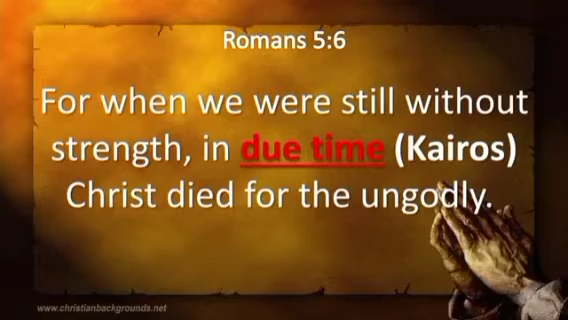 Romans 5:6
For when we were still without
strength, in due time (Kairos)
Christ died for the ungodly.
www.christianbackgrounds.net